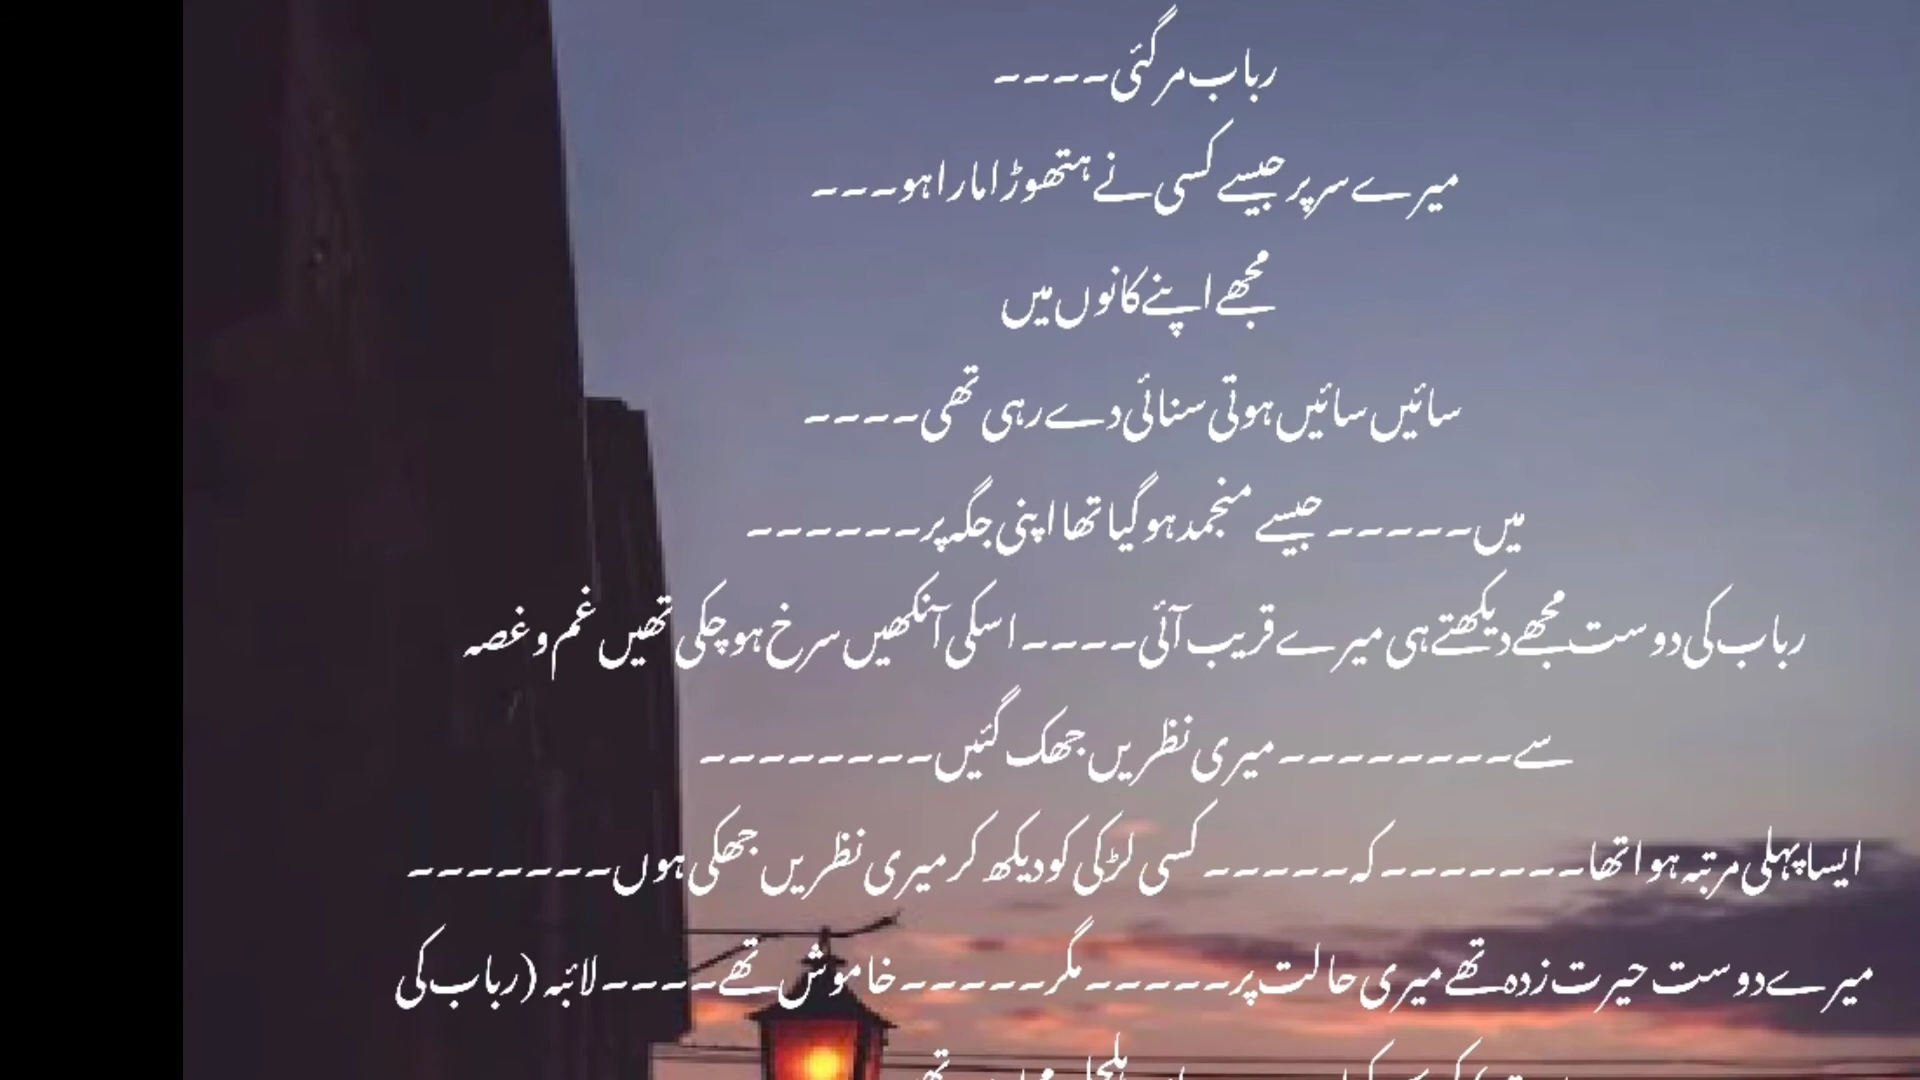 رباب مر گئی----
میرے سر پر جیسے کسی نے ہتھوڑا مارا ہو---
مجھے اپنے کانوں میں
سائیں سائیں ہوتی سنائی دے رہی تھی----
میں-----جیسے منجمد ہو گیا تھا اپنی جگہ پر------
رباب کی دوست مجھے دیکھتے ہی میرے قریب آئی----اسکی آنکھیں سرخ ہو چکی تھیں غم و غصہ
سے--------میری نظریں جھک گئیں--------
ایسا پہلی مرتبہ ہوا تھا-------کہ-----کسی لڑکی کو دیکھ کر میری نظریں جھکی ہوں-------
میرے دوست حیرت زدہ تھے میری حالت پر-----مگر-----خاموش تھے----لائبہ (رباب کی